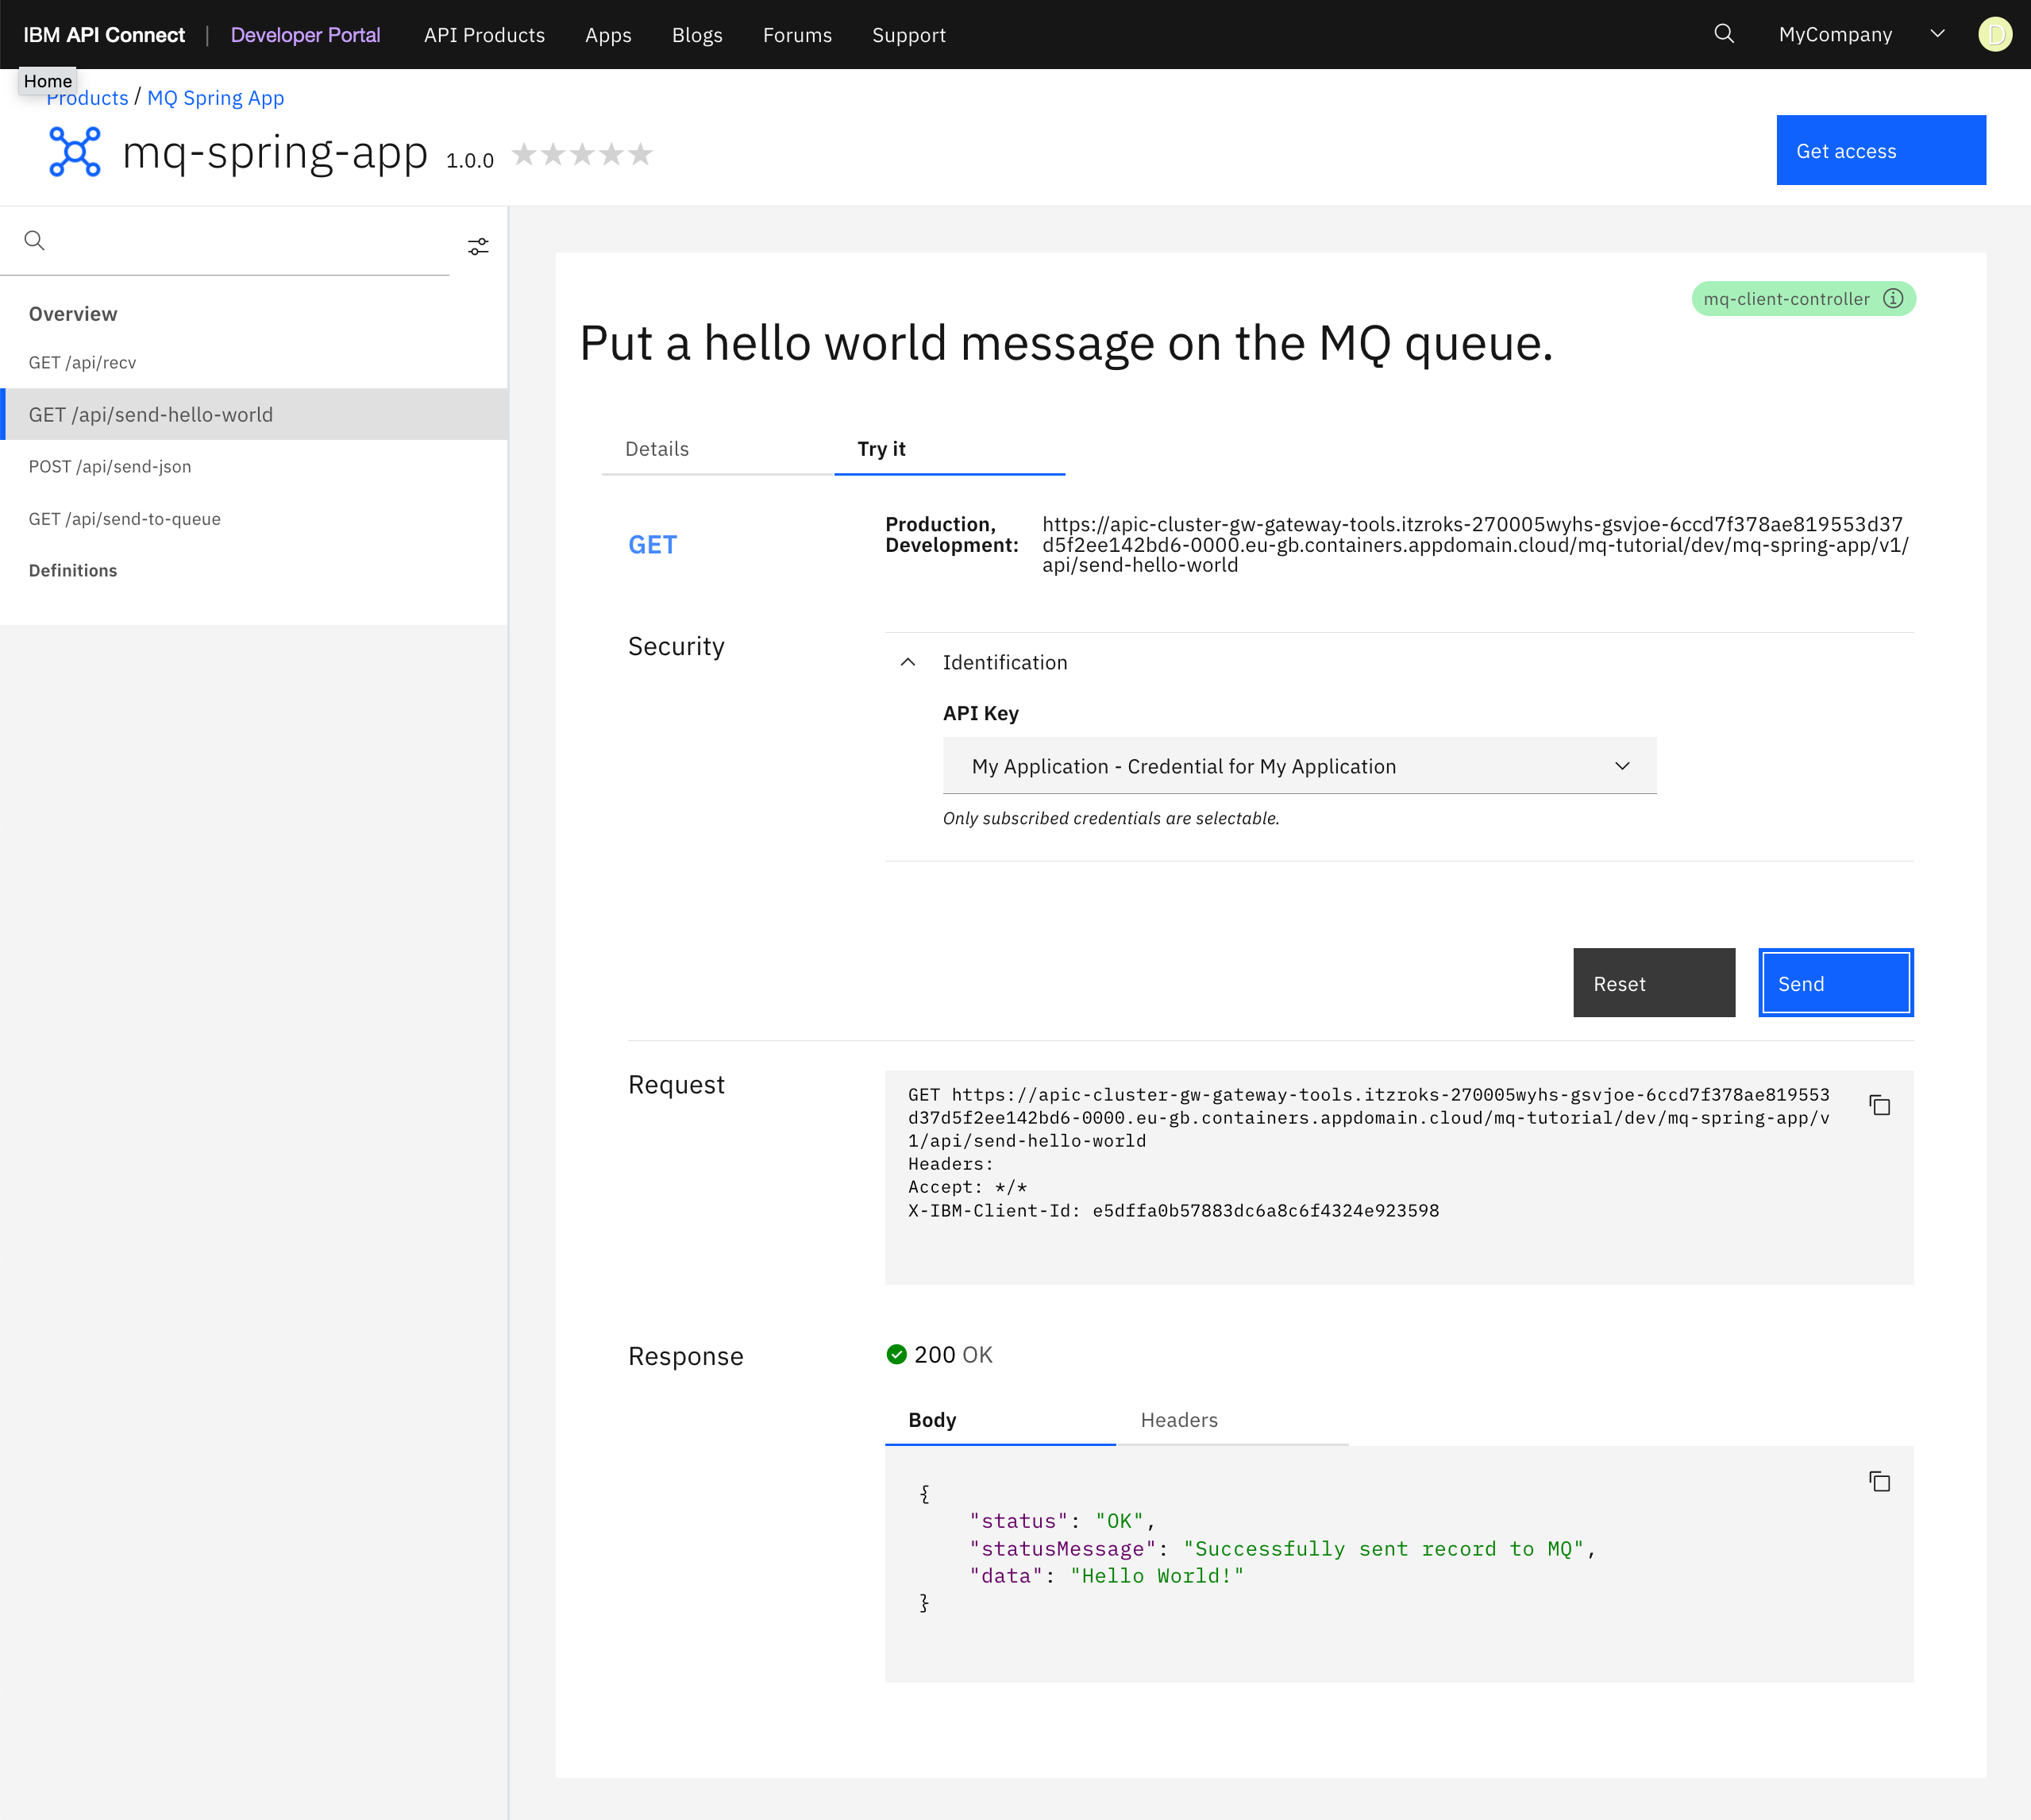 IBM API Connect | Developer Portal API Products Apps Blogs Forums Support MyCompany D
Home
Products / MQ Spring App
mq-spring-app 1.0.0
Get access
Overview
GET /api/recv
GET /api/send-hello-world
POST /api/send-json
GET /api/send-to-queue
Definitions
mq-client-controller
Put a hello world message on the MQ queue.
Details Try it
GET
Production, Development:
https://apic-cluster-gw-gateway-tools.itzroks-270005wyhs-gsvjoe-6ccd7f378ae819553d37
d5f2ee142bd6-0000.eu-gb.containers.appdomain.cloud/mq-tutorial/dev/mq-spring-app/v1/
api/send-hello-world
Security
Identification
API Key
My Application - Credential for My Application
Only subscribed credentials are selectable.
Reset Send
Request
GET https://apic-cluster-gw-gateway-tools.itzroks-270005wyhs-gsvjoe-6ccd7f378ae819553
d37d5f2ee142bd6-0000.eu-gb.containers.appdomain.cloud/mq-tutorial/dev/mq-spring-app/v
1/api/send-hello-world
Headers:
Accept: */*
X-IBM-Client-Id: e5dffa0b57883dc6a8c6f4324e923598
Response
200 OK
Body Headers
{
"status": "OK",
"statusMessage": "Successfully sent record to MQ",
"data": "Hello World!"
}